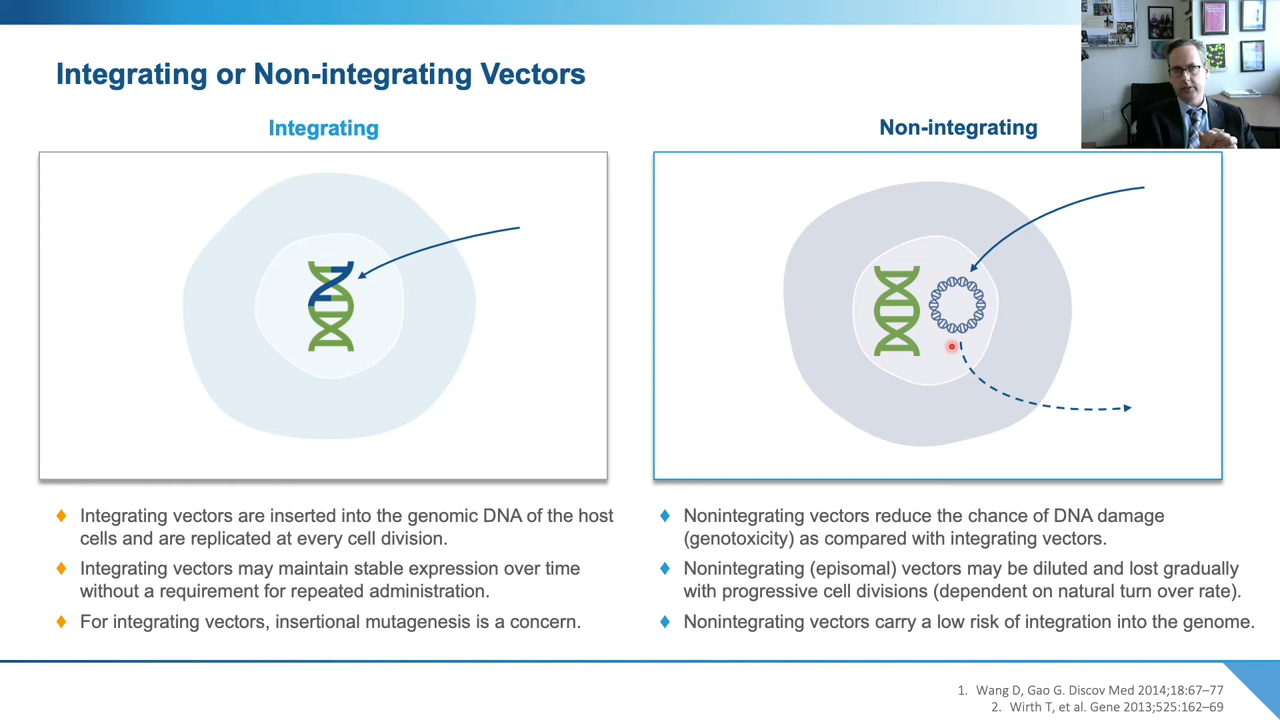 Integrating or Non-integrating Vectors
Integrating
Non-integrating
Integrating vectors are inserted into the genomic DNA of the host
cells and are replicated at every cell division.
Integrating vectors may maintain stable expression over time
without a requirement for repeated administration.
For integrating vectors, insertional mutagenesis is a concern.
Nonintegrating vectors reduce the chance of DNA damage
(genotoxicity) as compared with integrating vectors.
Nonintegrating (episomal) vectors may be diluted and lost gradually
with progressive cell divisions (dependent on natural turn over rate).
Nonintegrating vectors carry a low risk of integration into the genome.
1. Wang D, Gao G. Discov Med 2014;18:67–77
2. Wirth T, et al. Gene 2013;525:162–69